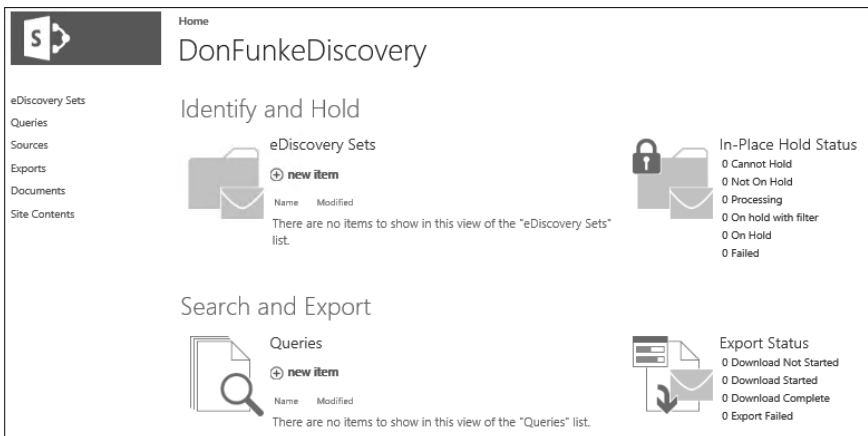 S
Home
DonFunkeDiscovery
eDiscovery Sets
Queries
Sources
Exports
Documents
Site Contents
Identify and Hold
eDiscovery Sets
new item
Name Modified
There are no items to show in this view of the "eDiscovery Sets"
list.
In-Place Hold Status
0 Cannot Hold
0 Not On Hold
0 Processing
0 On hold with filter
0 On Hold
0 Failed
Search and Export
Queries
new item
Name Modified
There are no items to show in this view of the "Queries" list.
Export Status
0 Download Not Started
0 Download Started
0 Download Complete
0 Export Failed